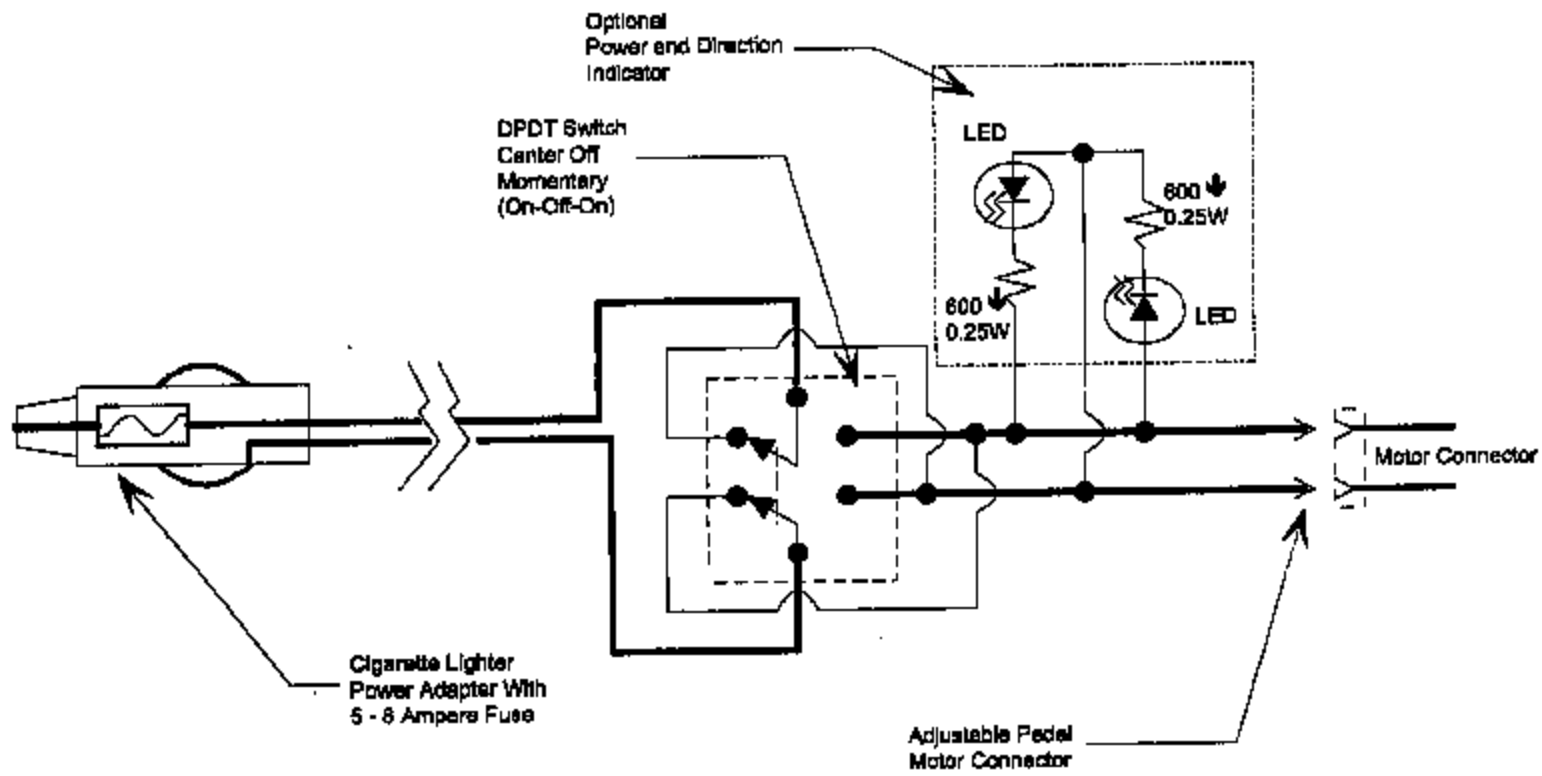 Optional
Power and Direction
Indicator
DPDT Switch
Center Off
Momentary
(On-Off-On)
LED
600
0.25W
600
0.25W
LED
Motor Connector
Cigarette Lighter
Power Adapter With
5 - 8 Ampere Fuse
Adjustable Pedal
Motor Connector